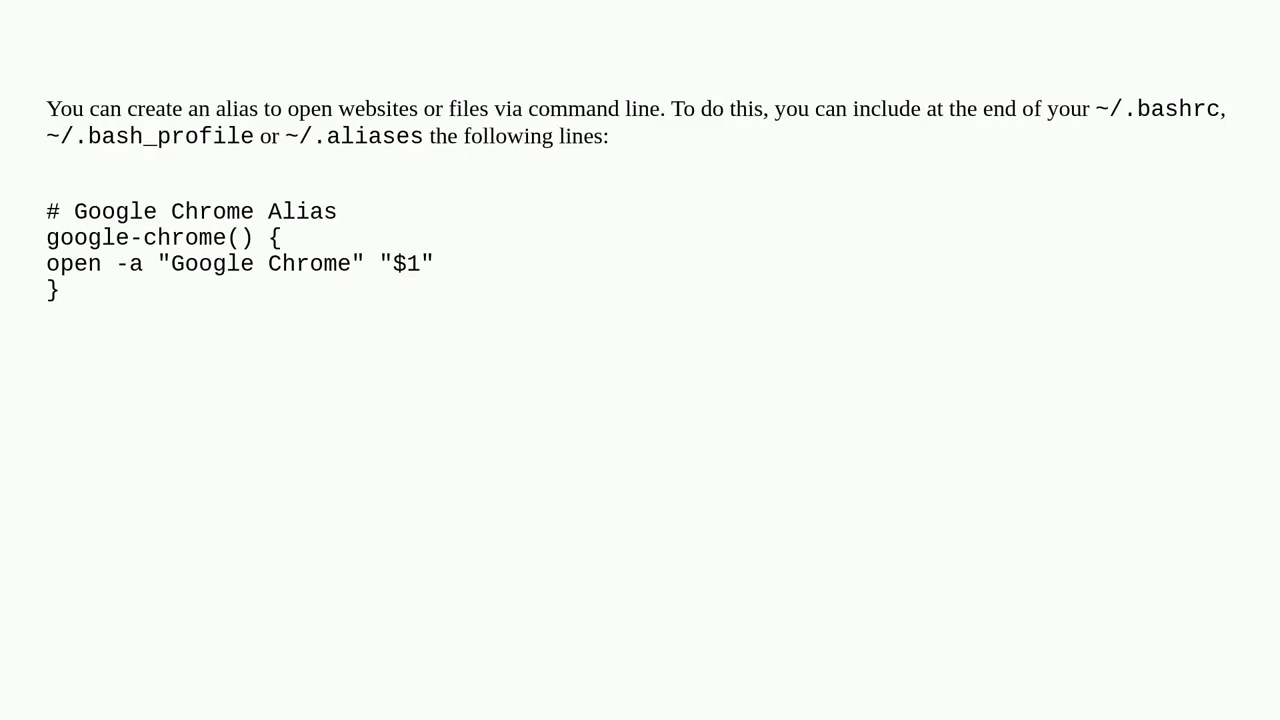 You can create an alias to open websites or files via command line. To do this, you can include at the end of your ~/.bashrc,
~/.bash_profile or ~/.aliases the following lines:
# Google Chrome Alias
google-chrome() {
open -a "Google Chrome" "$1"
}